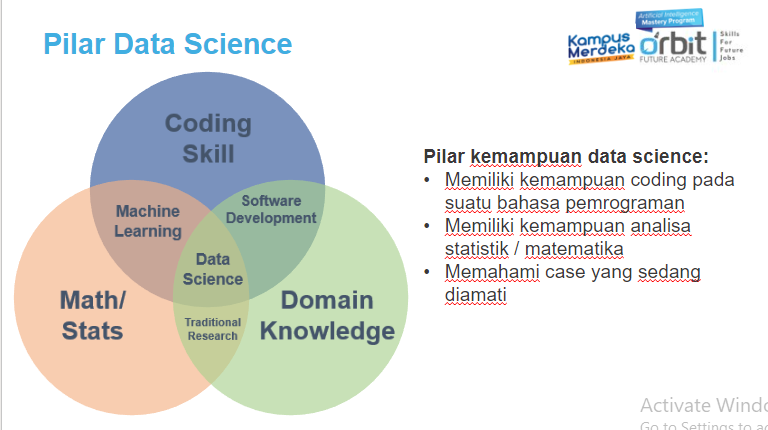 Pilar Data Science
Artificial Intelligence
Mastery Program
Kampus
Merdeka
INDONESIA JAYA
orbit
FUTURE ACADEMY
Skills
For
Future
Jobs
Coding
Skill
Machine
Learning
Software
Development
Data
Science
Math/
Stats
Domain
Knowledge
Traditional
Research
Pilar kemampuan data science:
• Memiliki kemampuan coding pada
suatu bahasa pemrograman
• Memiliki kemampuan analisa
statistik / matematika
• Memahami case yang sedang
diamati
Activate Windo
Go to Settings to ac